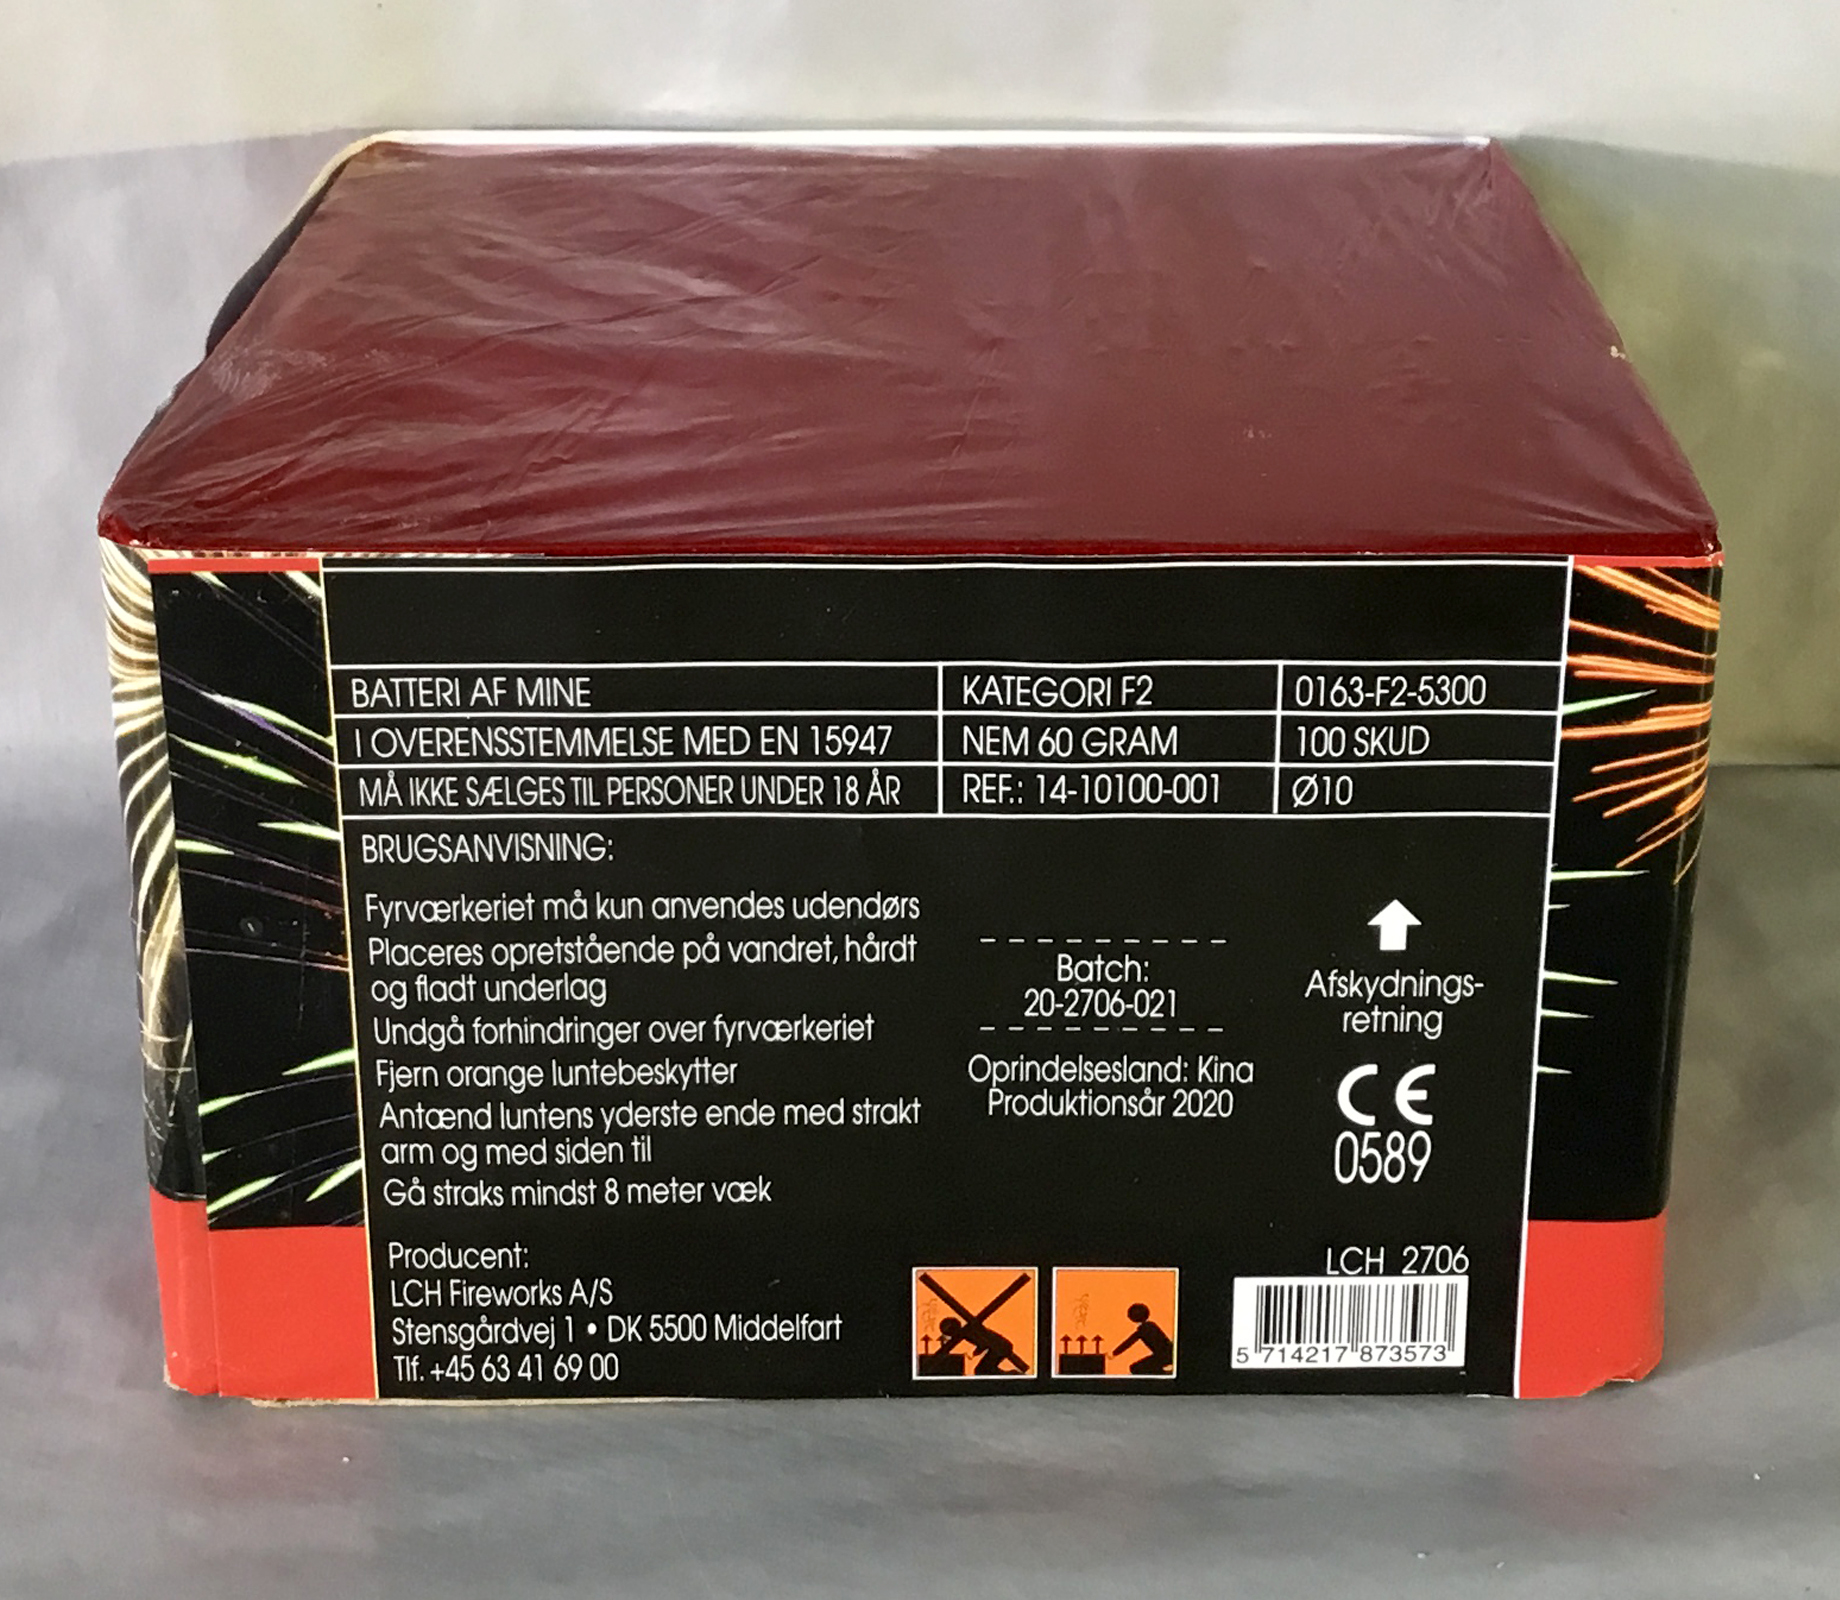 BATTERI AF MINE
KATEGORI F2
0163-F2-5300
I OVERENSSTEMMELSE MED EN 15947
NEM 60 GRAM
100 SKUD
MÅ IKKE SÆLGES TIL PERSONER UNDER 18 ÅR
REF.: 14-10100-001
Ø10
BRUGSANVISNING:
Fyrværkeriet må kun anvendes udendørs
Placeres opretstående på vandret, hårdt
og fladt underlag
Undgå forhindringer over fyrværkeriet
Fjern orange luntebeskytter
Antænd luntens yderste ende med strakt
arm og med siden til
Gå straks mindst 8 meter væk
Batch:
20-2706-021
Oprindelsesland: Kina
Produktionsår 2020
Afskydnings-
retning
CE
0589
Producent:
LCH Fireworks A/S
Stensgårdvej 1 • DK 5500 Middelfart
Tlf. +45 63 41 69 00
LCH 2706
5 714217 873573